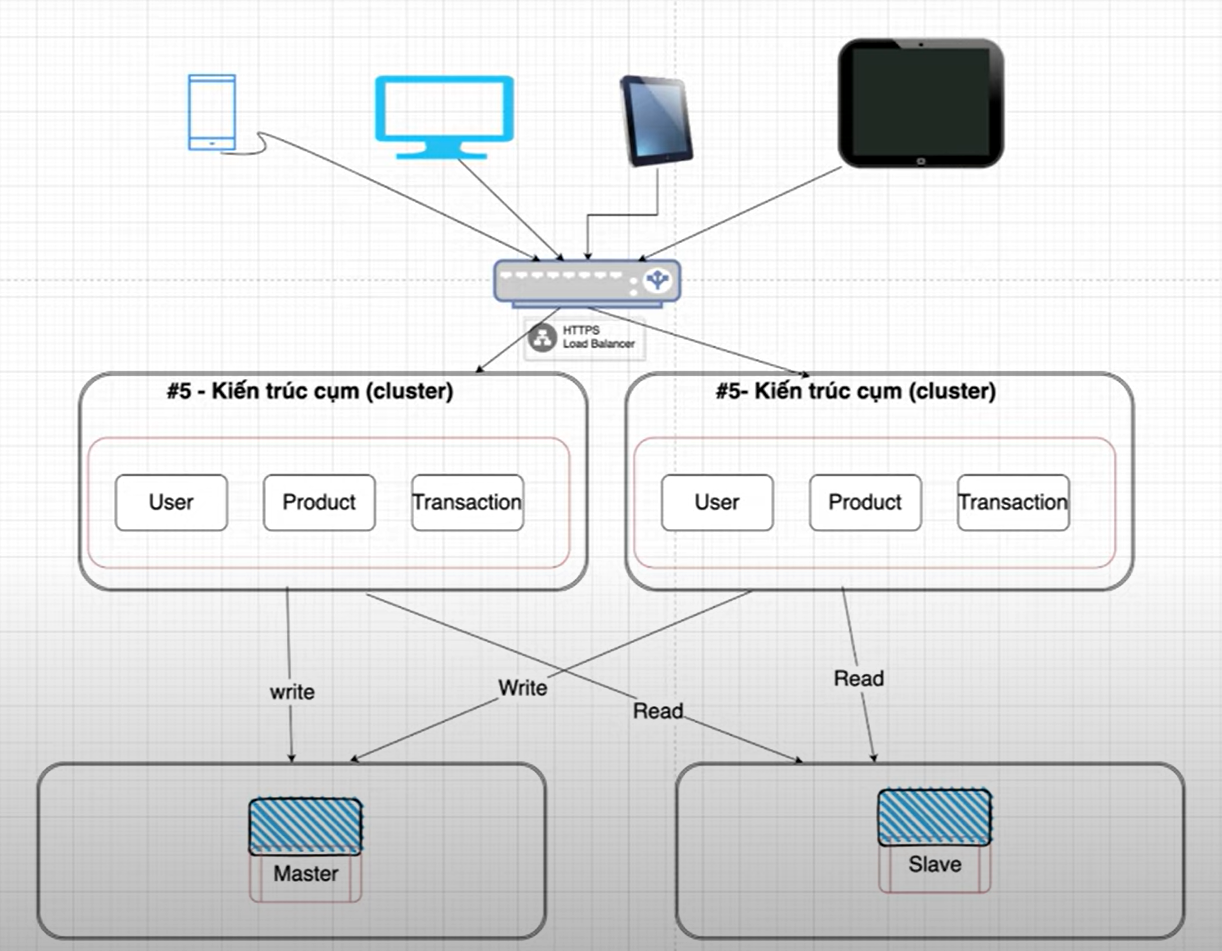 HTTPS
Load Balancer
#5 - Kiến trúc cụm (cluster)
#5- Kiến trúc cụm (cluster)
User
Product
Transaction
User
Product
Transaction
write
Write
Read
Read
Master
Slave